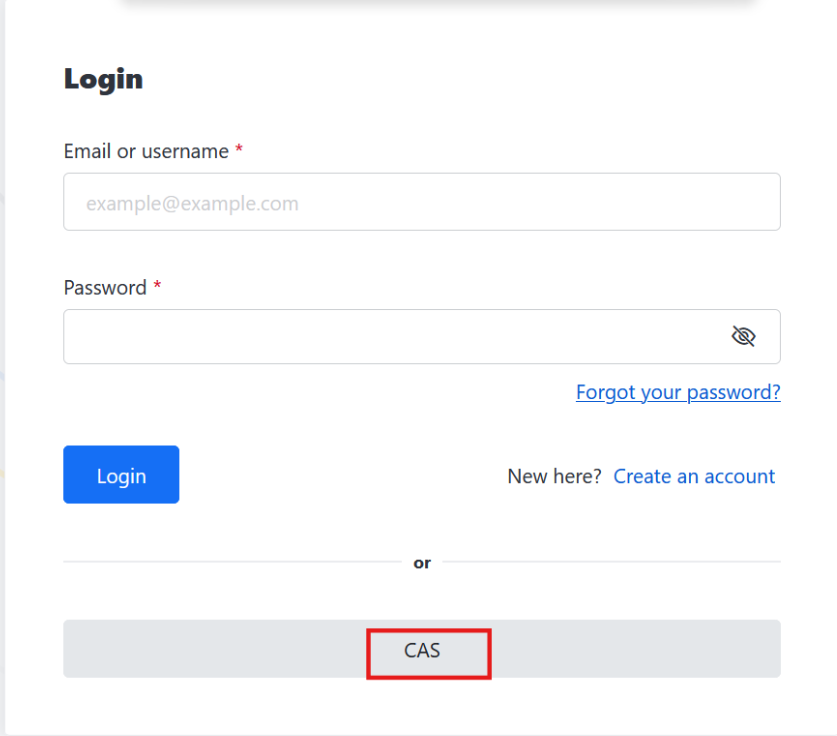 Login
Email or username *
example@example.com
Password *
Forgot your password?
Login
New here? Create an account
or
CAS